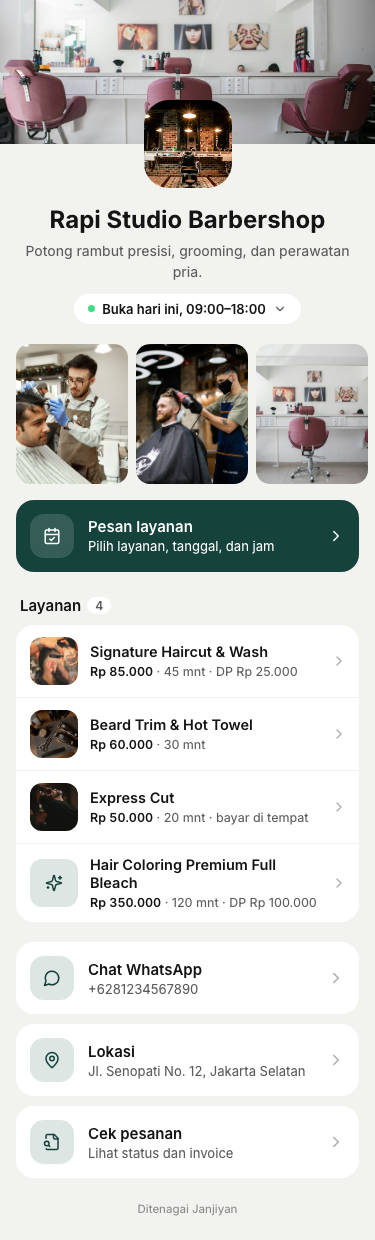 Rapi Studio Barbershop
Potong rambut presisi, grooming, dan perawatan
pria.
Buka hari ini, 09:00–18:00
Pesan layanan
Pilih layanan, tanggal, dan jam
Layanan 4
Signature Haircut & Wash
Rp 85.000 · 45 mnt · DP Rp 25.000
Beard Trim & Hot Towel
Rp 60.000 · 30 mnt
Express Cut
Rp 50.000 · 20 mnt · bayar di tempat
Hair Coloring Premium Full
Bleach
Rp 350.000 · 120 mnt · DP Rp 100.000
Chat WhatsApp
+6281234567890
Lokasi
Jl. Senopati No. 12, Jakarta Selatan
Cek pesanan
Lihat status dan invoice
Ditenagai Janjiyan